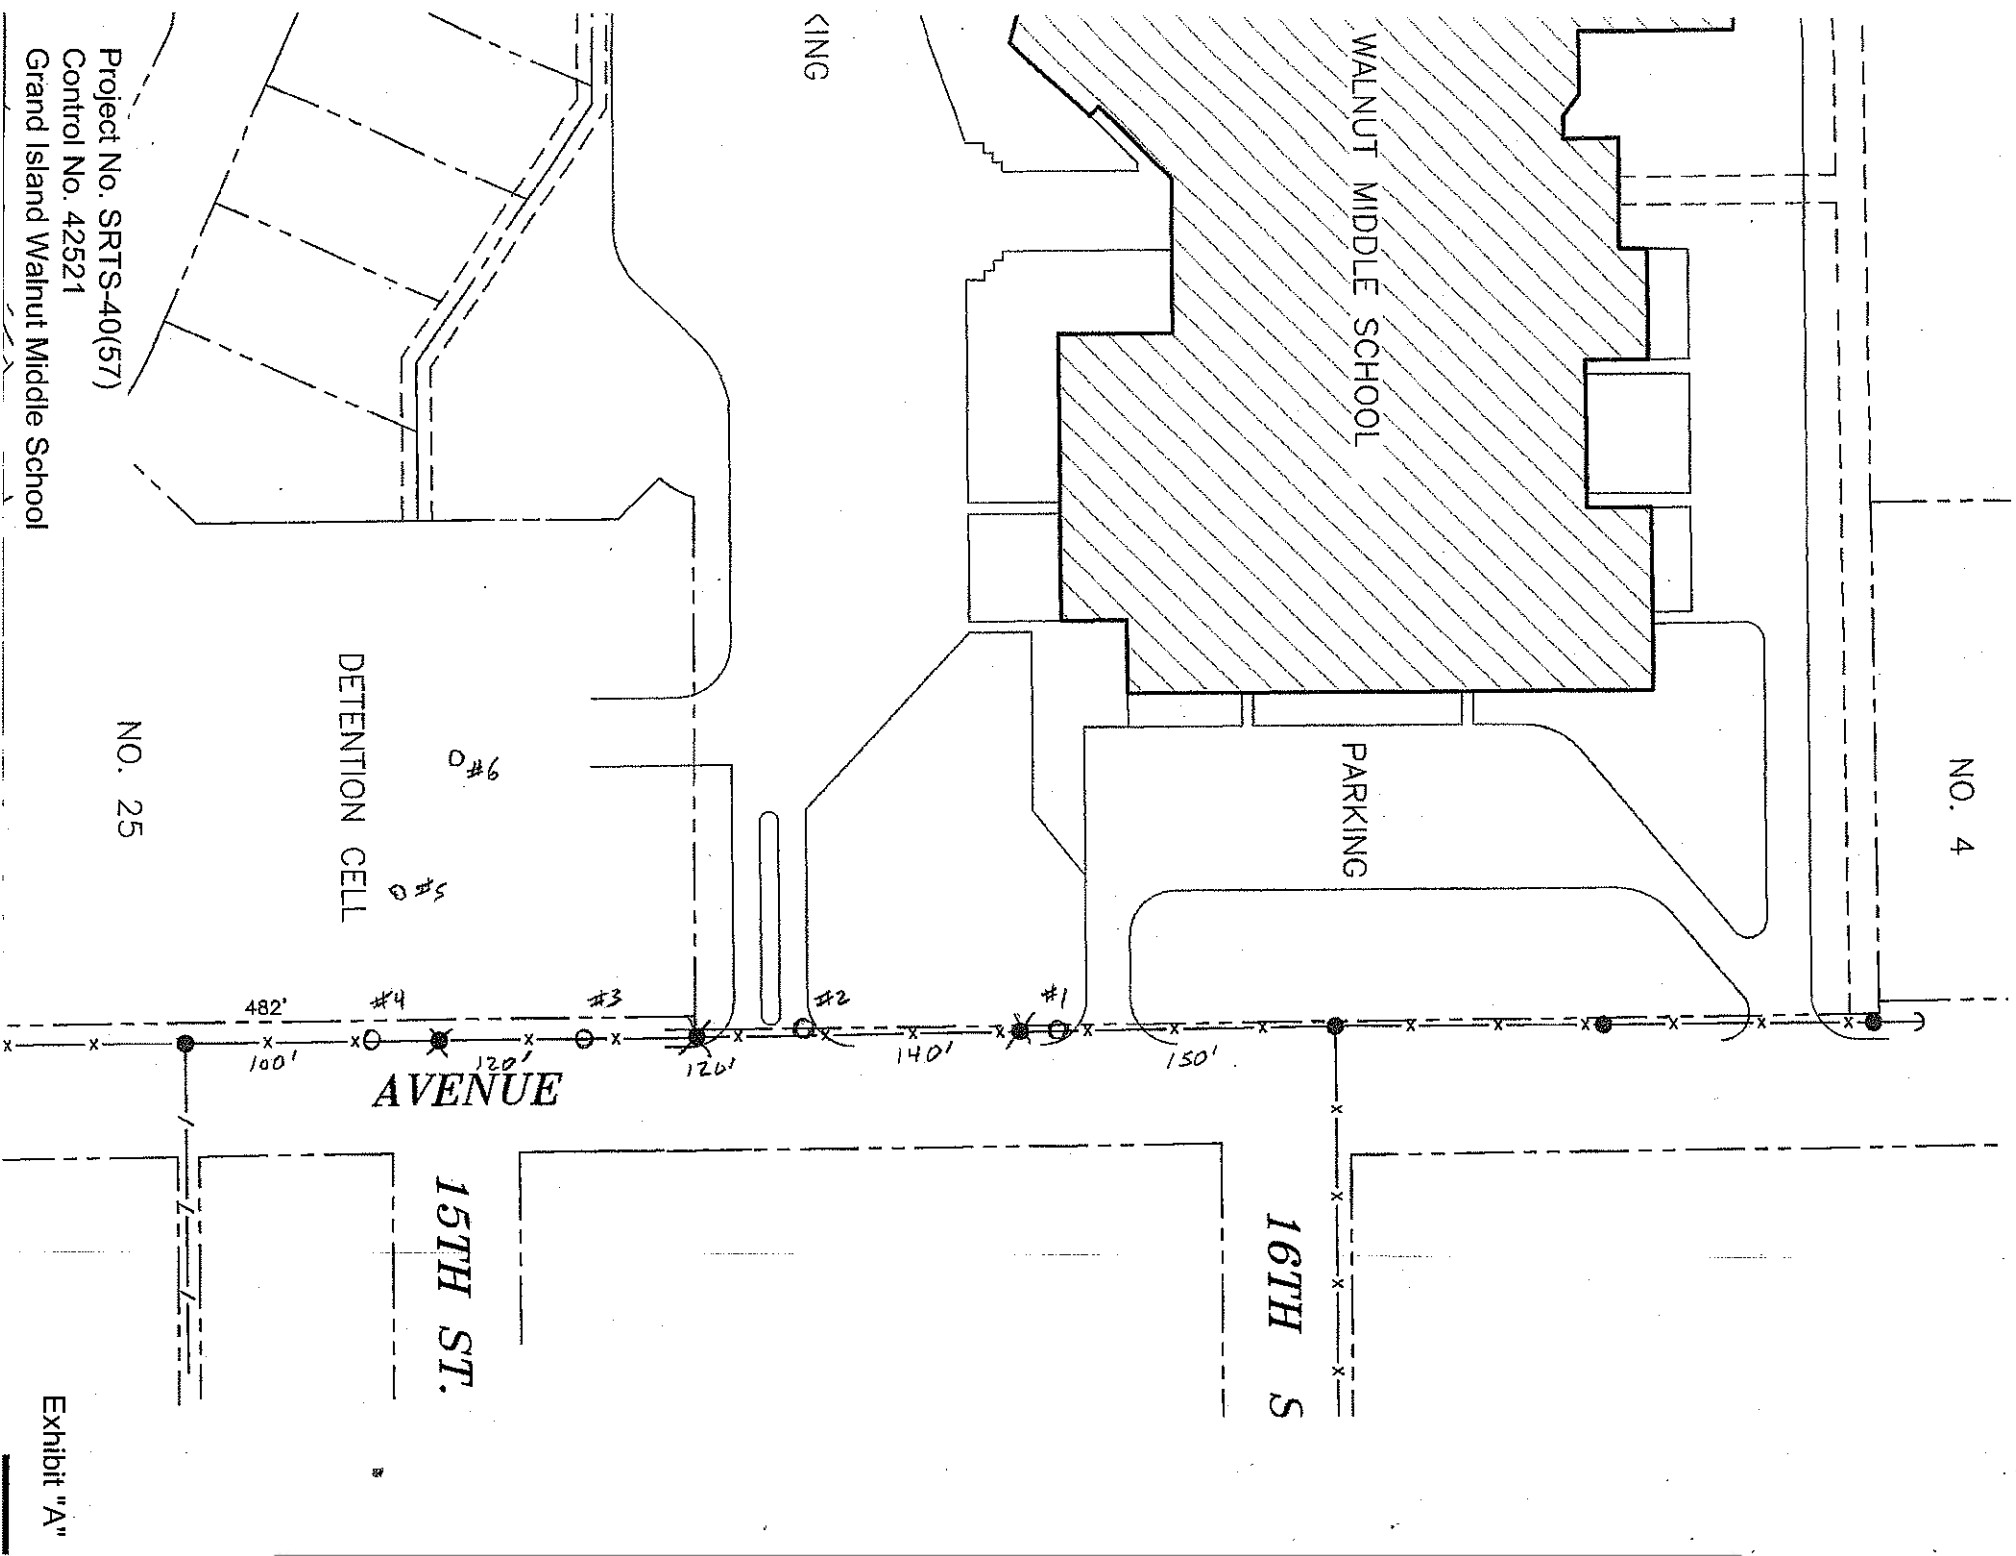 Project No. SRTS-40(57)
Control No. 42521
Grand Island Walnut Middle School
KING
WALNUT MIDDLE SCHOOL
NO. 4
PARKING
DETENTION CELL
NO. 25
#6
#5
482'
#4
#3
#2
#1
100'
120'
120'
140'
150'
AVENUE
15TH ST.
16TH S
Exhibit "A"